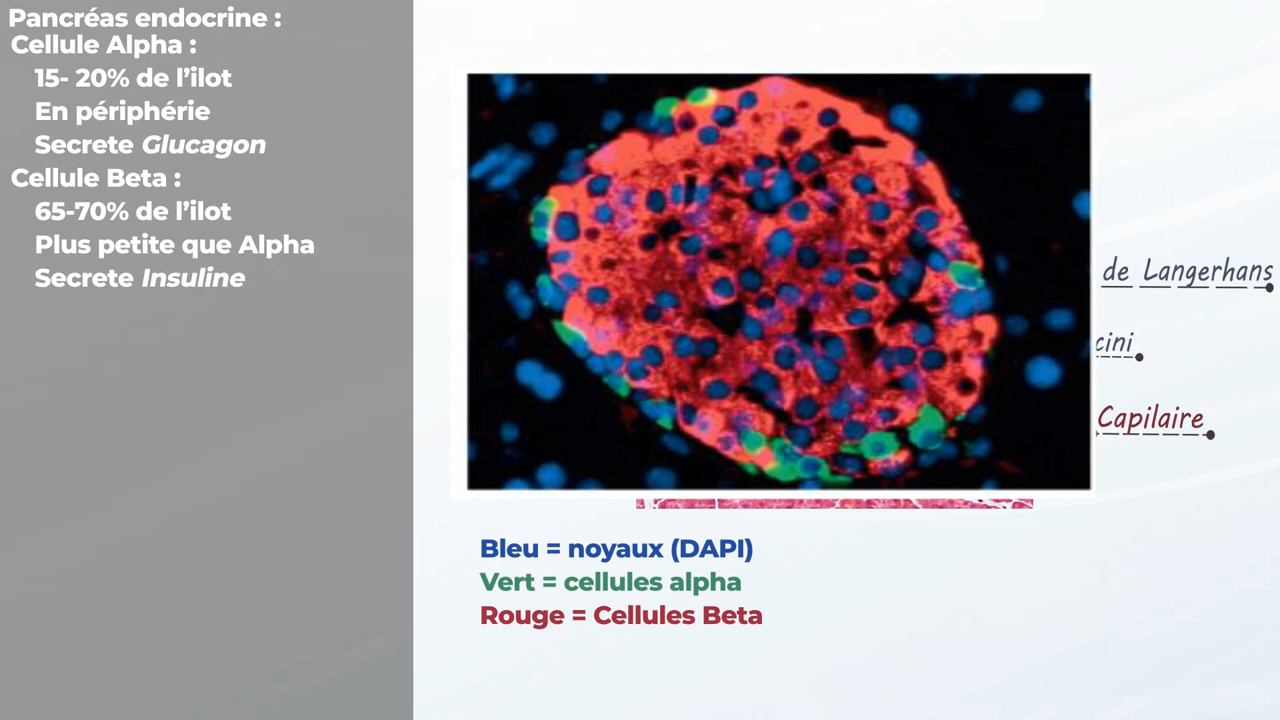 Pancréas endocrine :
Cellule Alpha :
15- 20% de l’ilot
En périphérie
Secrete Glucagon
Cellule Beta :
65-70% de l’ilot
Plus petite que Alpha
Secrete Insuline
de Langerhans
cini
Capilaire
Bleu = noyaux (DAPI)
Vert = cellules alpha
Rouge = Cellules Beta